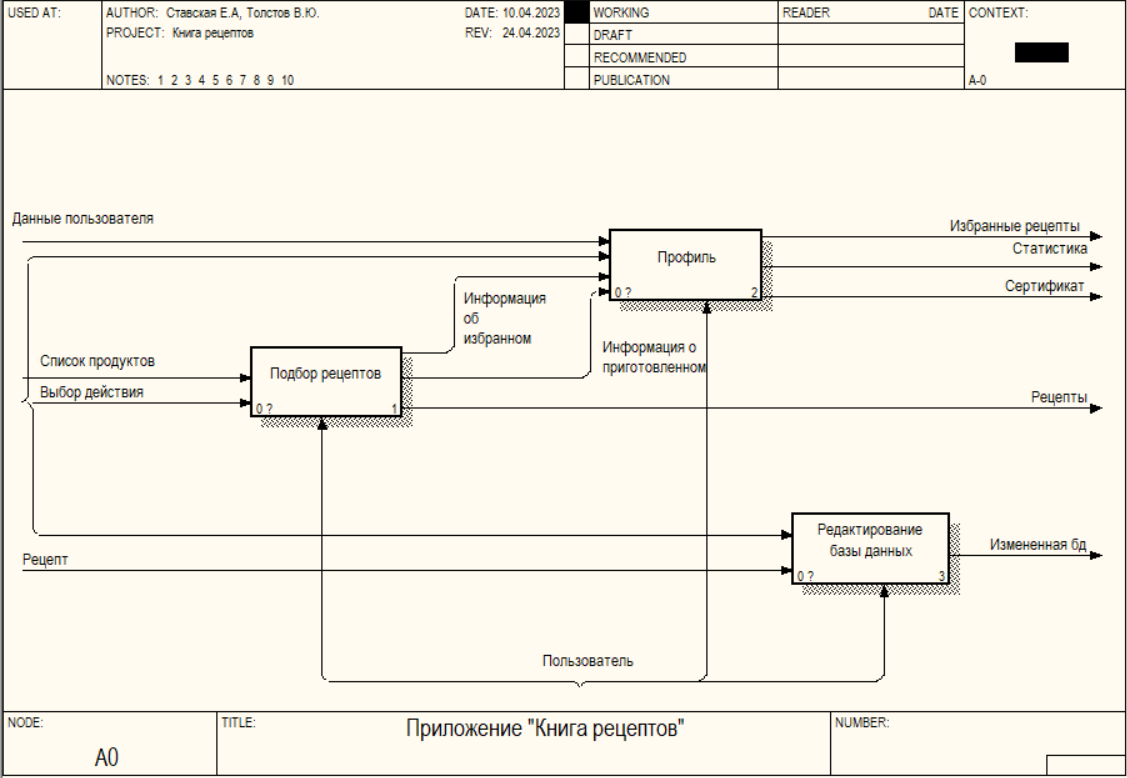 USED AT:
AUTHOR: Ставская Е.А, Толстов В.Ю.
DATE: 10.04.2023
WORKING
READER
DATE
CONTEXT:
PROJECT: Книга рецептов
REV: 24.04.2023
DRAFT
RECOMMENDED
NOTES: 1 2 3 4 5 6 7 8 9 10
PUBLICATION
A-0
Данные пользователя
Избранные рецепты
Профиль
Статистика
Сертификат
0 ?
2
Информация
об
избранном
Информация о
приготовленном
Список продуктов
Подбор рецептов
Выбор действия
Рецепты
0 ?
1
Редактирование
базы данных
Измененная бд
Рецепт
0 ?
3
Пользователь
NODE:
TITLE:
Приложение "Книга рецептов"
NUMBER:
A0